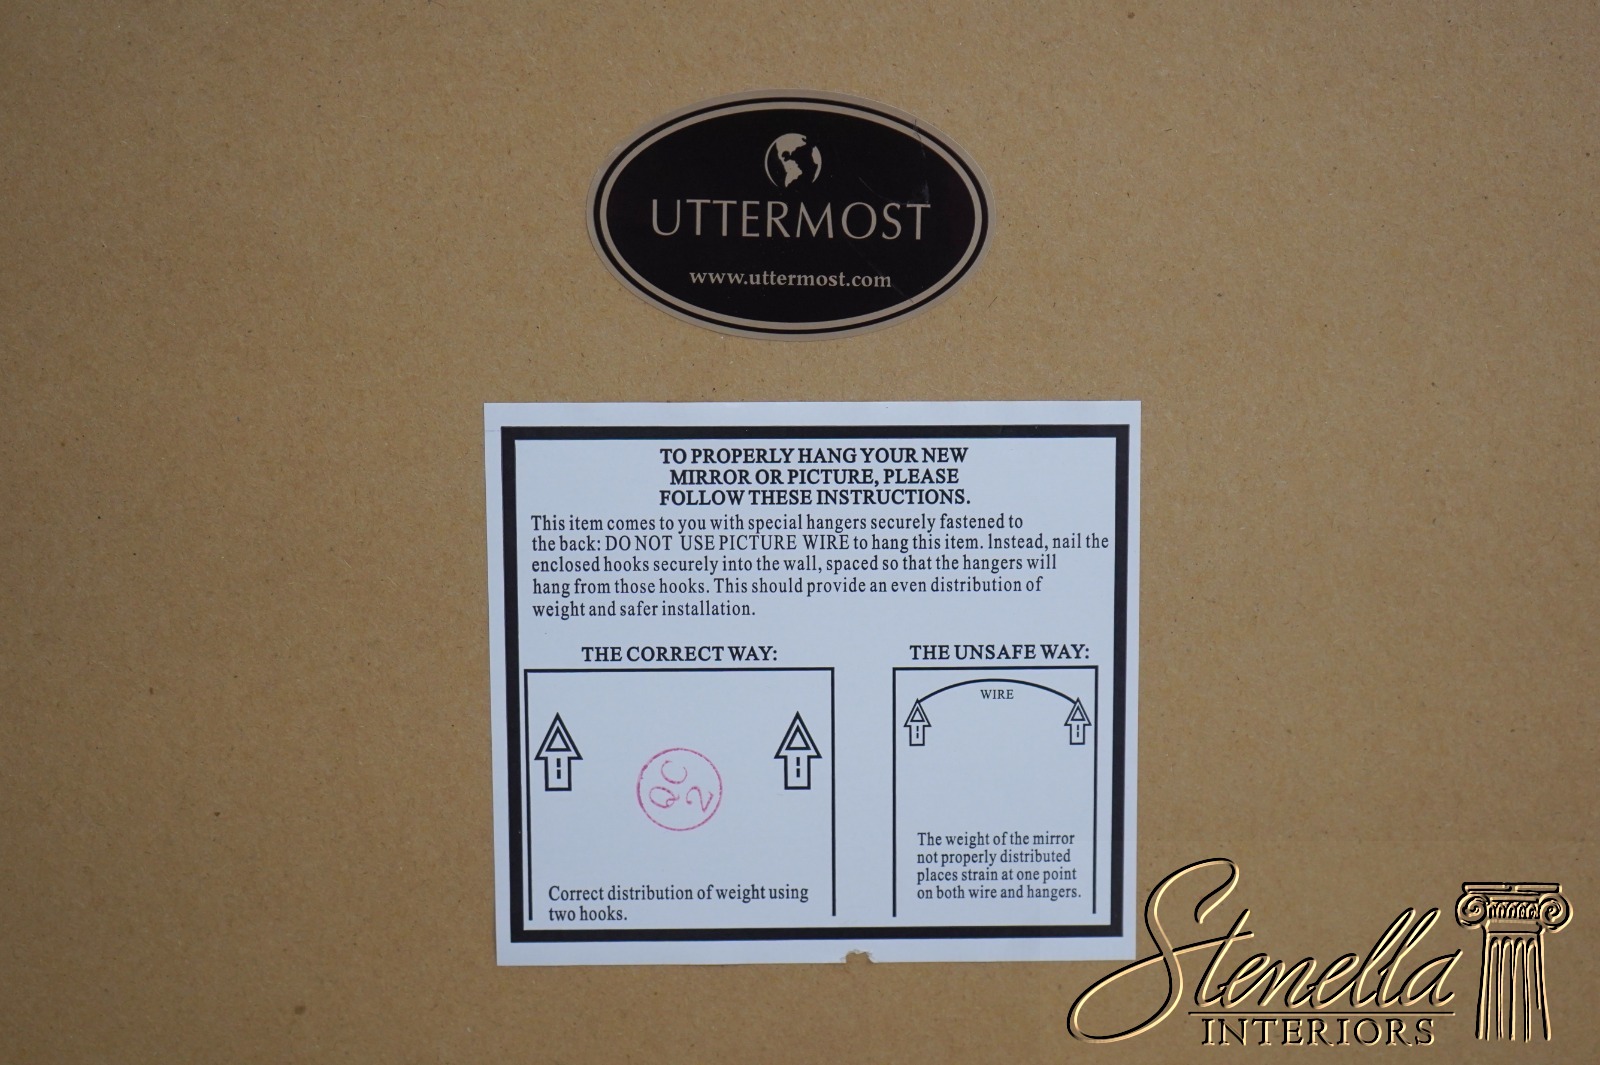 UTTERMOST
www.uttermost.com
TO PROPERLY HANG YOUR NEW
MIRROR OR PICTURE, PLEASE
FOLLOW THESE INSTRUCTIONS.
This item comes to you with special hangers securely fastened to
the back: DO NOT USE PICTURE WIRE to hang this item. Instead, nail the
enclosed hooks securely into the wall, spaced so that the hangers will
hang from those hooks. This should provide an even distribution of
weight and safer installation.
THE CORRECT WAY:
QC
2
Correct distribution of weight using
two hooks.
THE UNSAFE WAY:
WIRE
The weight of the mirror
not properly distributed
places strain at one point
on both wire and hangers.
Stenella
INTERIORS